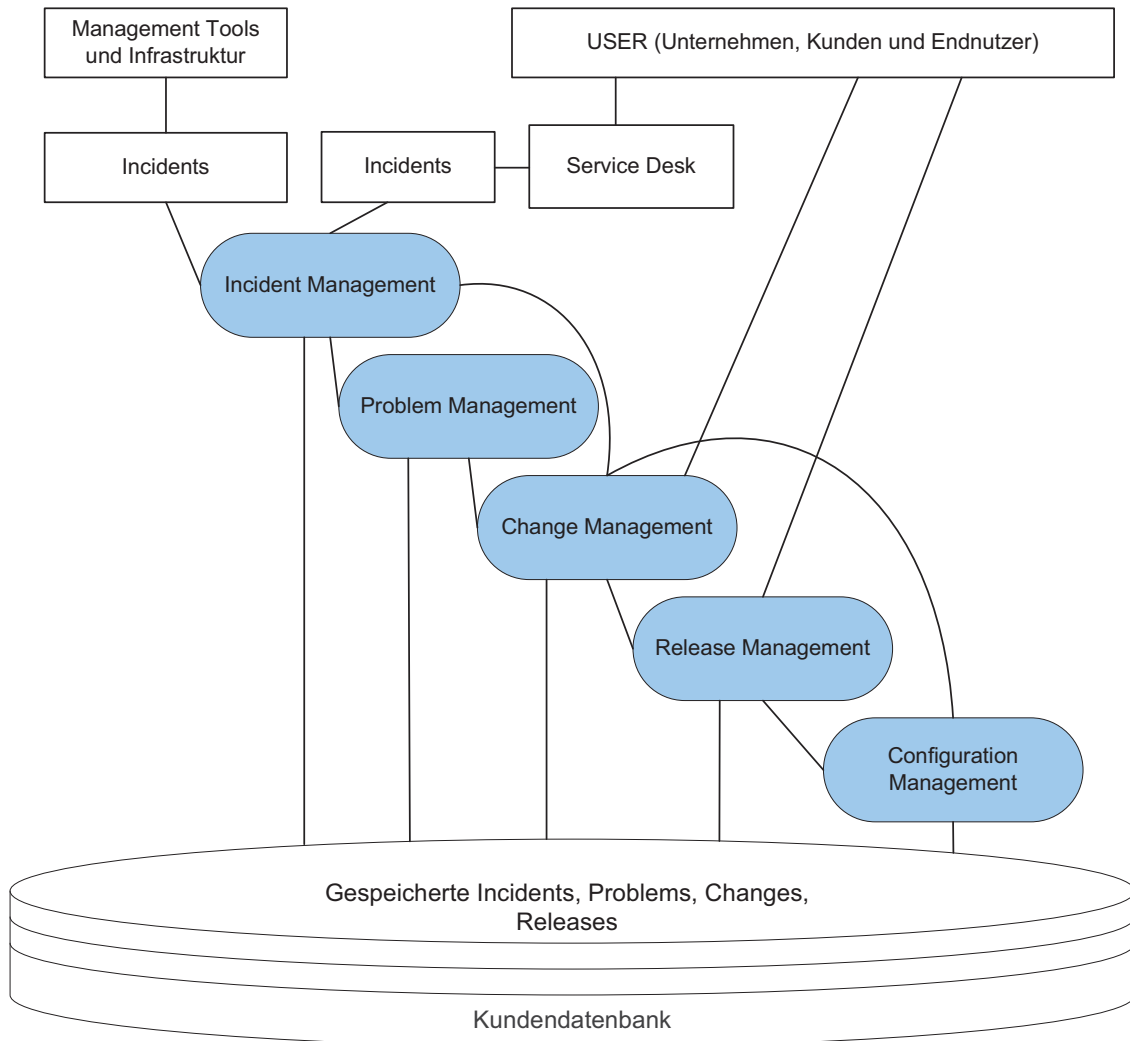 Management Tools
und Infrastruktur
USER (Unternehmen, Kunden und Endnutzer)
Incidents
Incidents
Service Desk
Incident Management
Problem Management
Change Management
Release Management
Configuration
Management
Gespeicherte Incidents, Problems, Changes,
Releases
Kundendatenbank